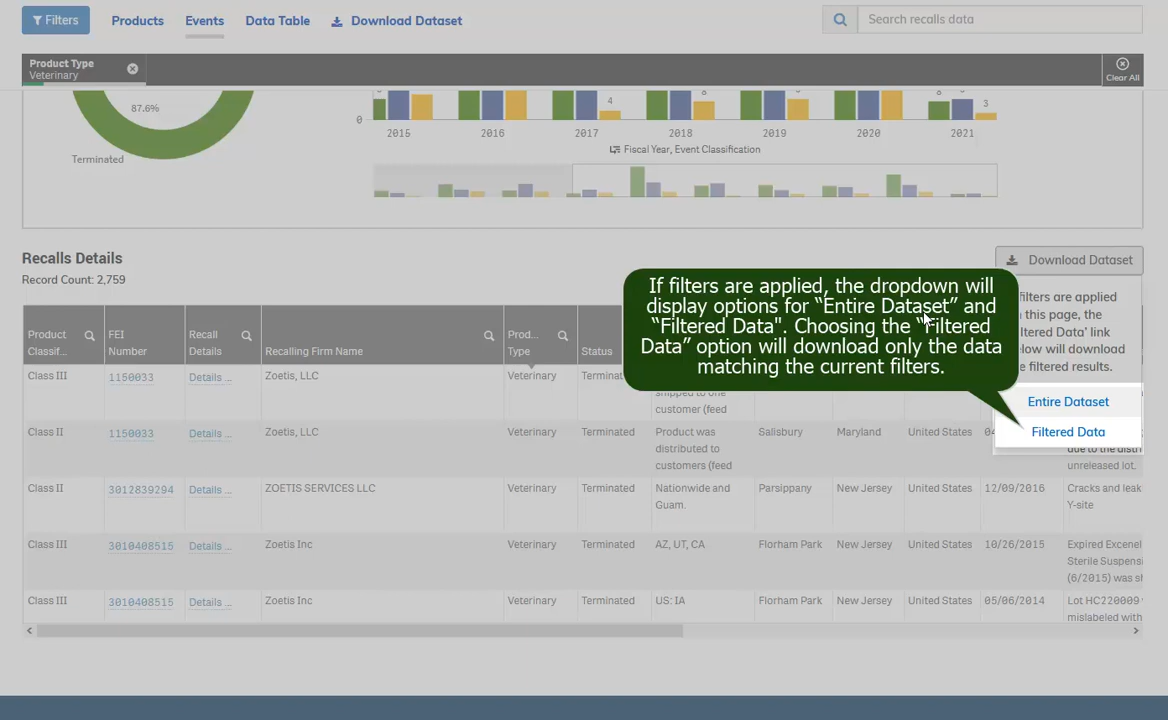 Filters
Products
Events
Data Table
Download Dataset
Search recalls data
Product Type
Veterinary
Clear All
87.6%
Terminated
0
4
8
8
3
2015
2016
2017
2018
2019
2020
2021
Fiscal Year, Event Classification
Recalls Details
Record Count: 2,759
Download Dataset
If filters are applied, the dropdown will
display options for “Entire Dataset” and
“Filtered Data". Choosing the “Filtered
Data” option will download only the data
matching the current filters.
filters are applied
this page, the
ltered Data’ link
low will download
e filtered results.
Entire Dataset
Filtered Data
Product Classif...
FEI Number
Recall Details
Recalling Firm Name
Prod... Type
Status
Class III
1150033
Details ...
Zoetis, LLC
Veterinary
shipped to one
customer (feed
Class II
1150033
Details ...
Zoetis, LLC
Veterinary
Terminated
Product was
distributed to
customers (feed
Salisbury
Maryland
United States
unreleased lot.
Class II
3012839294
Details ...
ZOETIS SERVICES LLC
Veterinary
Terminated
Nationwide and
Guam.
Parsippany
New Jersey
United States
12/09/2016
Cracks and leak
Y-site
Class III
3010408515
Details ...
Zoetis Inc
Veterinary
Terminated
AZ, UT, CA
Florham Park
New Jersey
United States
10/26/2015
Expired Excenel
Sterile Suspensi
(6/2015) was sh
Class III
3010408515
Details ...
Zoetis Inc
Veterinary
Terminated
US: IA
Florham Park
New Jersey
United States
05/06/2014
Lot HC220009
mislabeled with